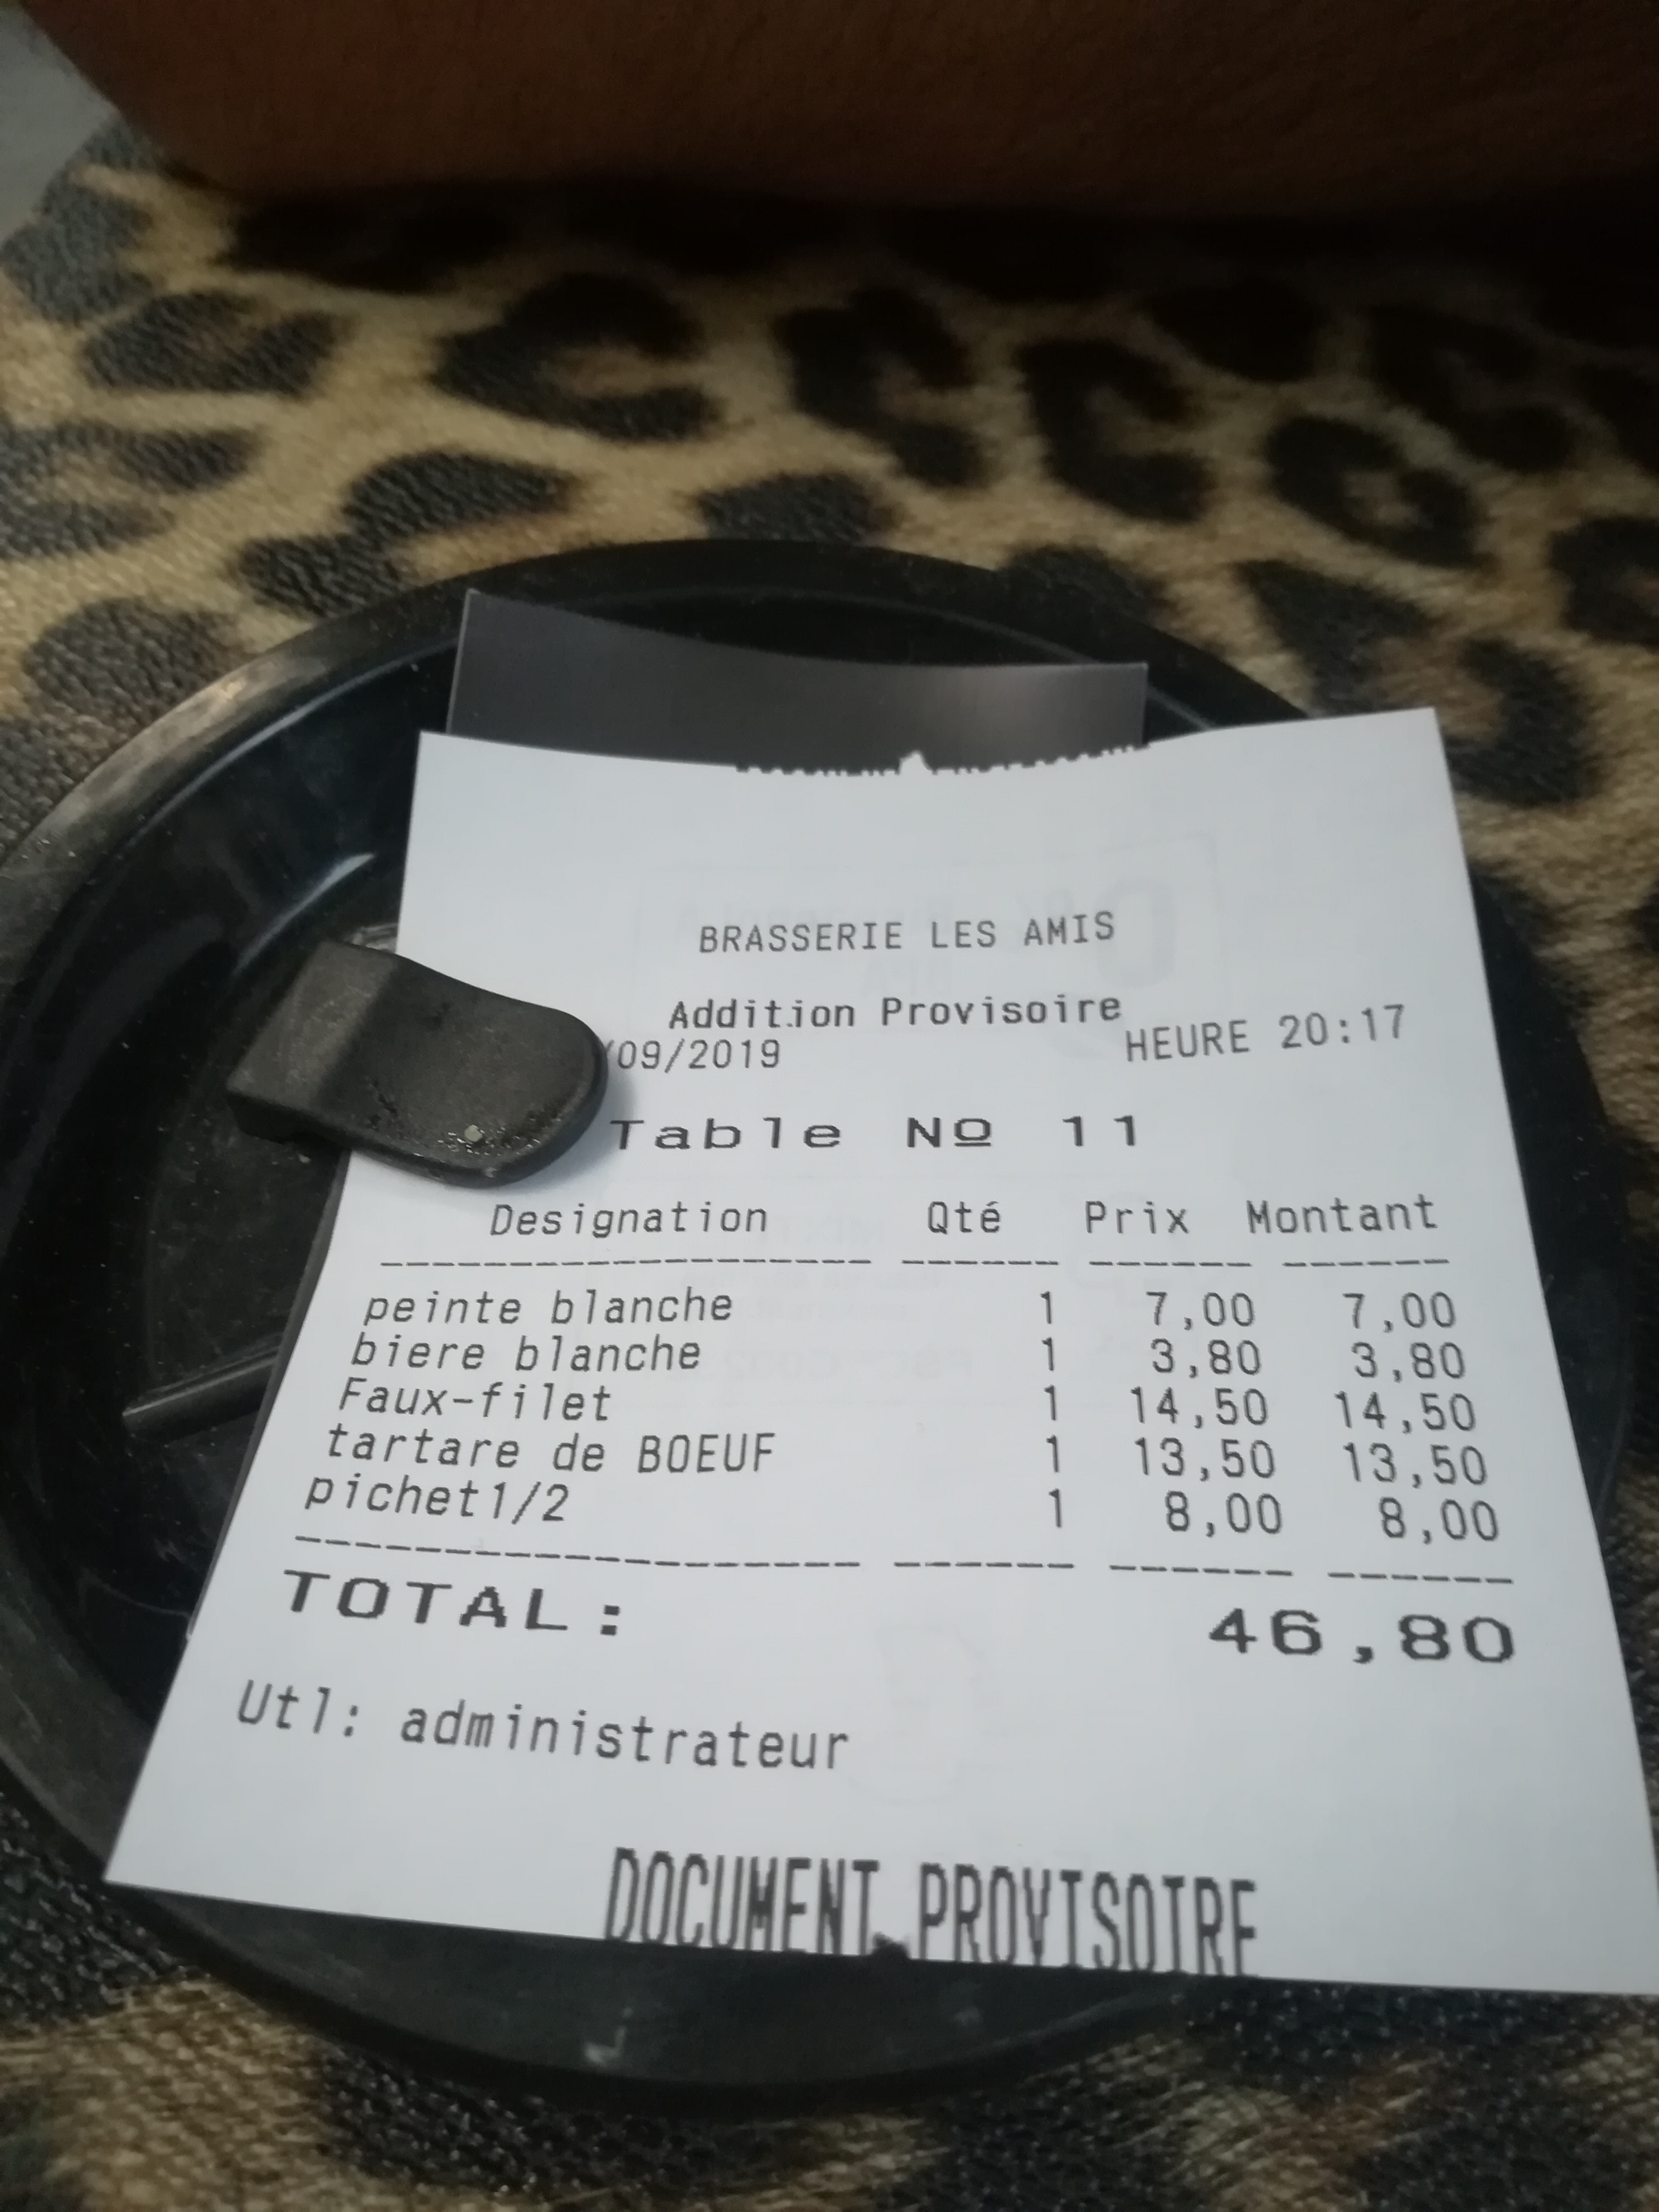 BRASSERIE LES AMIS
Addition Provisoire
/09/2019 HEURE 20:17
Table Nº 11
Designation Qté Prix Montant
peinte blanche 1 7,00 7,00
biere blanche 1 3,80 3,80
Faux-filet 1 14,50 14,50
tartare de BOEUF 1 13,50 13,50
pichet1/2 1 8,00 8,00
TOTAL: 46,80
Utl: administrateur
DOCUMENT PROVISOIRE